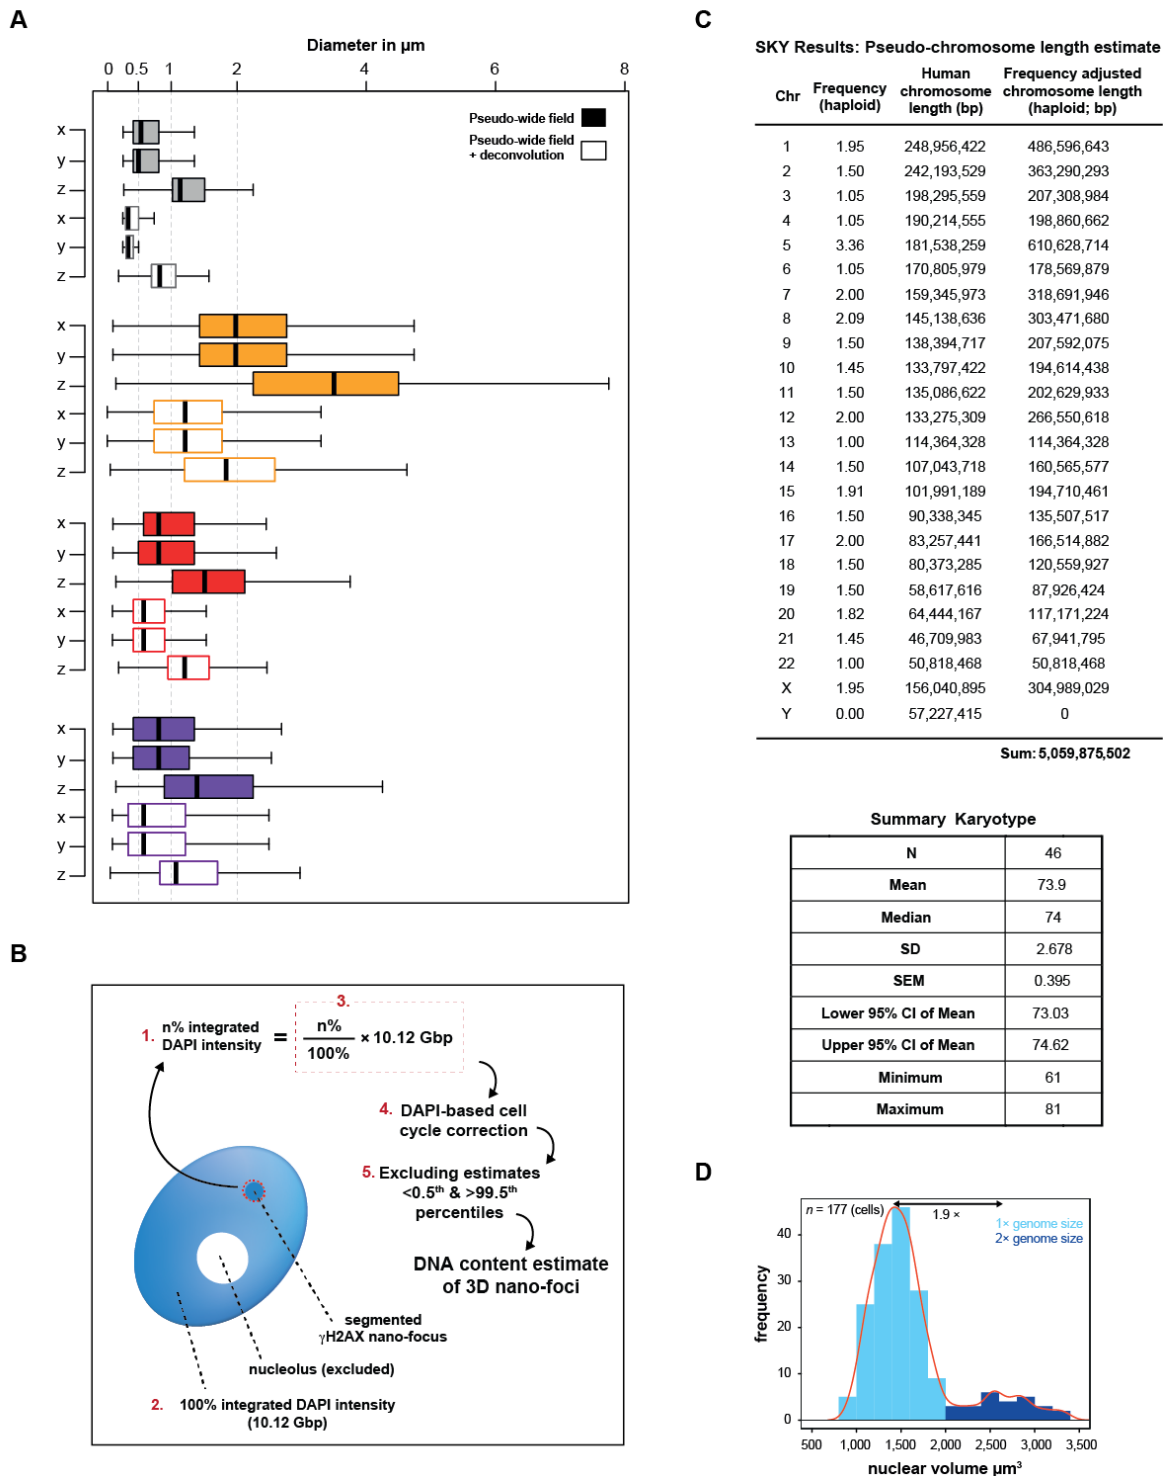 A
Diameter in µm
0 0.5 1 2 4 6 8
Pseudo-wide field
Pseudo-wide field
+ deconvolution
x
y
z
x
y
z
x
y
z
x
y
z
x
y
z
x
y
z
x
y
z
x
y
z
B
1. n% integrated
DAPI intensity
=
3.
n%
100%
× 10.12 Gbp
4. DAPI-based cell
cycle correction
5. Excluding estimates
<0.5th & >99.5th
percentiles
DNA content estimate
of 3D nano-foci
segmented
γH2AX nano-focus
nucleolus (excluded)
2. 100% integrated DAPI intensity
(10.12 Gbp)
C
SKY Results: Pseudo-chromosome length estimate
Chr Frequency (haploid) Human chromosome length (bp) Frequency adjusted chromosome length (haploid; bp)
1 1.95 248,956,422 486,596,643
2 1.50 242,193,529 363,290,293
3 1.05 198,295,559 207,308,984
4 1.05 190,214,555 198,860,662
5 3.36 181,538,259 610,628,714
6 1.05 170,805,979 178,569,879
7 2.00 159,345,973 318,691,946
8 2.09 145,138,636 303,471,680
9 1.50 138,394,717 207,592,075
10 1.45 133,797,422 194,614,438
11 1.50 135,086,622 202,629,933
12 2.00 133,275,309 266,550,618
13 1.00 114,364,328 114,364,328
14 1.50 107,043,718 160,565,577
15 1.91 101,991,189 194,710,461
16 1.50 90,338,345 135,507,517
17 2.00 83,257,441 166,514,882
18 1.50 80,373,285 120,559,927
19 1.50 58,617,616 87,926,424
20 1.82 64,444,167 117,171,224
21 1.45 46,709,983 67,941,795
22 1.00 50,818,468 50,818,468
X 1.95 156,040,895 304,989,029
Y 0.00 57,227,415 0
Sum: 5,059,875,502
Summary Karyotype
N 46
Mean 73.9
Median 74
SD 2.678
SEM 0.395
Lower 95% CI of Mean 73.03
Upper 95% CI of Mean 74.62
Minimum 61
Maximum 81
D
n = 177 (cells)
1.9 ×
1× genome size
2× genome size
frequency
40
30
20
10
0
500 1,000 1,500 2,000 2,500 3,000 3,500
nuclear volume µm³